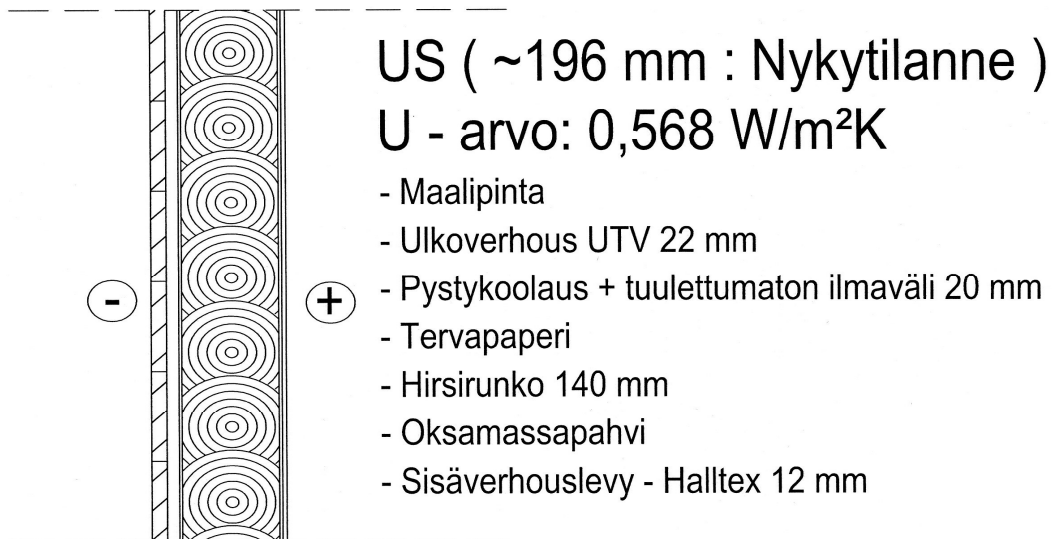 US ( ~196 mm : Nykytilanne )
U - arvo: 0,568 W/m²K
- Maalipinta
- Ulkoverhous UTV 22 mm
- Pystykoolaus + tuulettumaton ilmaväli 20 mm
- Tervapaperi
- Hirsirunko 140 mm
- Oksamassapahvi
- Sisäverhouslevy - Halltex 12 mm
- +